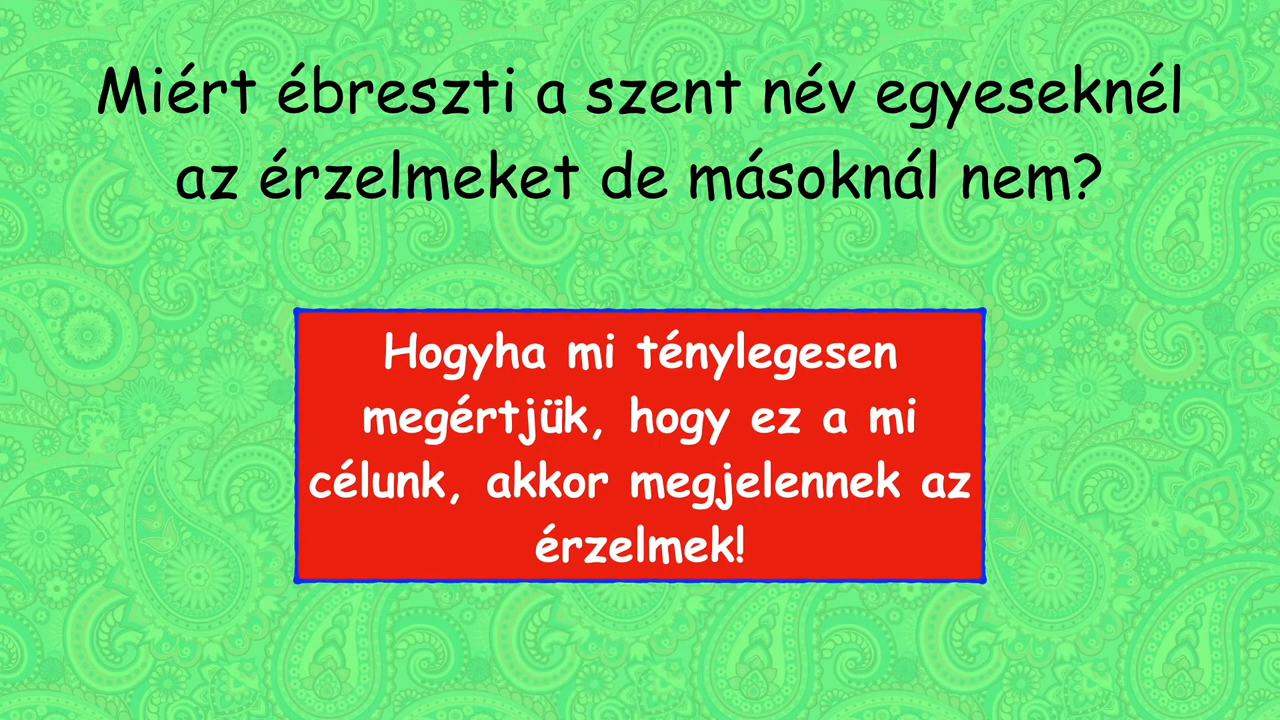 Miért ébreszti a szent név egyeseknél
az érzelmeket de másoknál nem?
Hogyha mi ténylegesen
megértjük, hogy ez a mi
célunk, akkor megjelennek az
érzelmek!